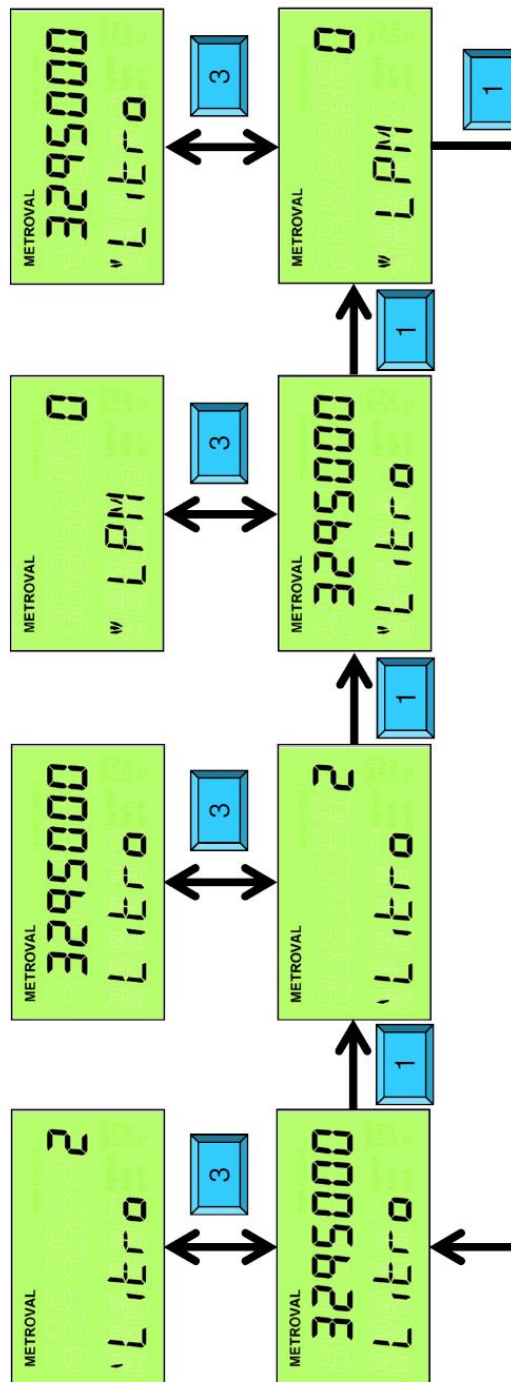 METROVAL
2
'Litro
METROVAL
3295000
Litro
METROVAL
0
"' LPM
METROVAL
3295000
"Litro
3
3
3
3
METROVAL
3295000
Litro
1
METROVAL
2
'Litro
1
METROVAL
3295000
"Litro
1
METROVAL
0
"' LPM
1